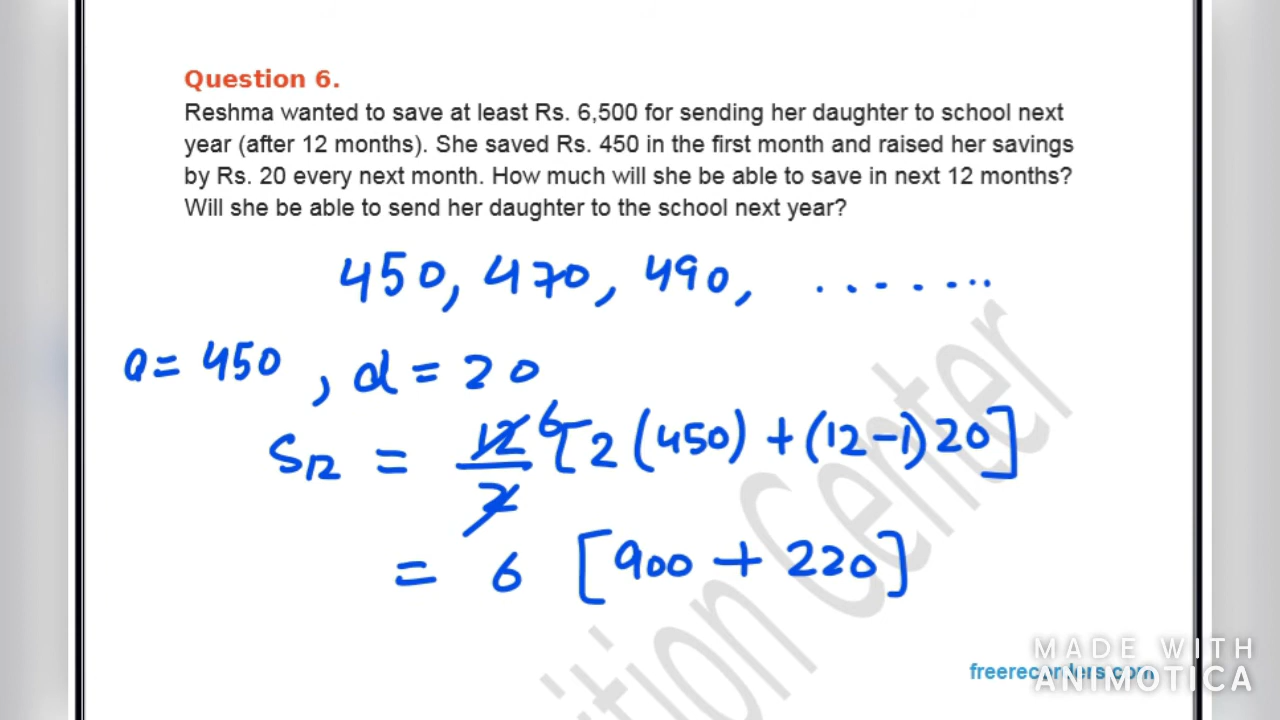 Question 6.
Reshma wanted to save at least Rs. 6,500 for sending her daughter to school next
year (after 12 months). She saved Rs. 450 in the first month and raised her savings
by Rs. 20 every next month. How much will she be able to save in next 12 months?
Will she be able to send her daughter to the school next year?
450, 470, 490, ........
a = 450 , d = 20
S12 = 12/2 6 [2 (450) + (12-1) 20]
= 6 [900 + 220]
ition Center
MADE WITH
ANIMOTICA